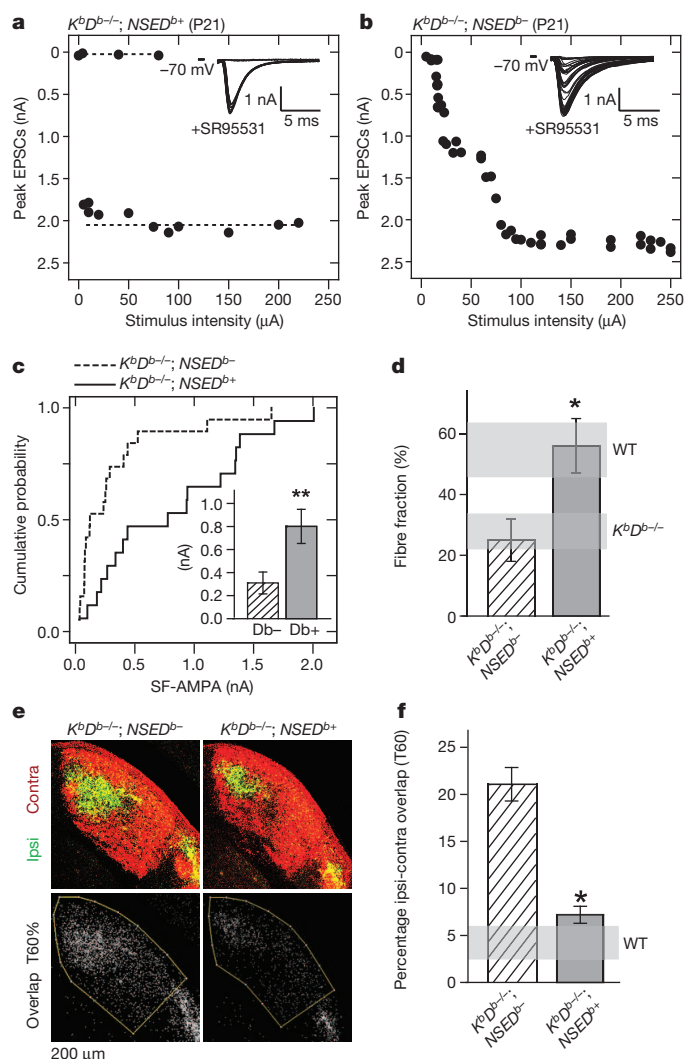 a
KbDb−/−; NSEDb+ (P21)
0
0.5
1.0
1.5
2.0
2.5
Peak EPSCs (nA)
−70 mV
1 nA
5 ms
+SR95531
0 50 100 150 200 250
Stimulus intensity (µA)
b
KbDb−/−; NSEDb− (P21)
0
0.5
1.0
1.5
2.0
2.5
Peak EPSCs (nA)
−70 mV
1 nA
5 ms
+SR95531
0 50 100 150 200 250
Stimulus intensity (µA)
c
KbDb−/−; NSEDb−
KbDb−/−; NSEDb+
1.0
0.5
0.0
Cumulative probability
1.0
0.8
0.6
0.4
0.2
0.0
(nA)
**
Db− Db+
0.0 0.5 1.0 1.5 2.0
SF-AMPA (nA)
d
60
40
20
0
Fibre fraction (%)
*
WT
KbDb−/−
KbDb−/−;
NSEDb−
KbDb−/−;
NSEDb+
e
KbDb−/−; NSEDb− KbDb−/−; NSEDb+
Ipsi Contra
Overlap T60%
200 µm
f
25
20
15
10
5
0
Percentage ipsi-contra overlap (T60)
*
WT
KbDb−/−;
NSEDb−
KbDb−/−;
NSEDb+